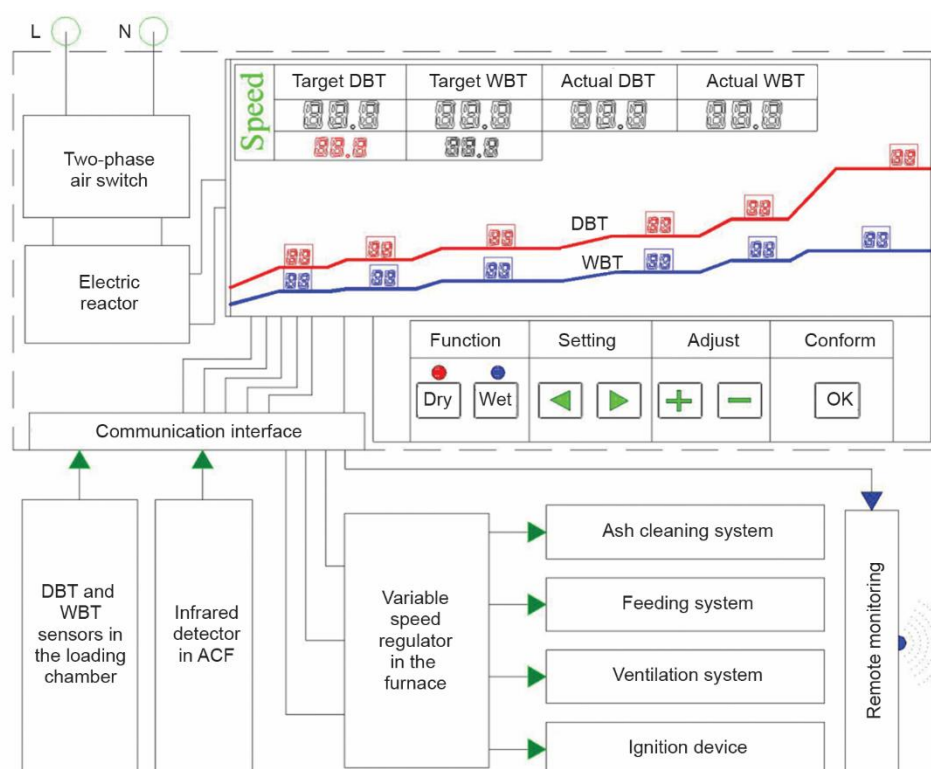 L N
Speed
Target DBT Target WBT Actual DBT Actual WBT
88.8 88.8 88.8 88.8
88.8 88.8
Two-phase
air switch
Electric
reactor
88 88 88 88 88 88
DBT
WBT
88 88 88 88 88 88
Function Setting Adjust Conform
Dry Wet + − OK
Communication interface
DBT and
WBT
sensors in
the loading
chamber
Infrared
detector
in ACF
Variable
speed
regulator
in the
furnace
Ash cleaning system
Feeding system
Ventilation system
Ignition device
Remote monitoring